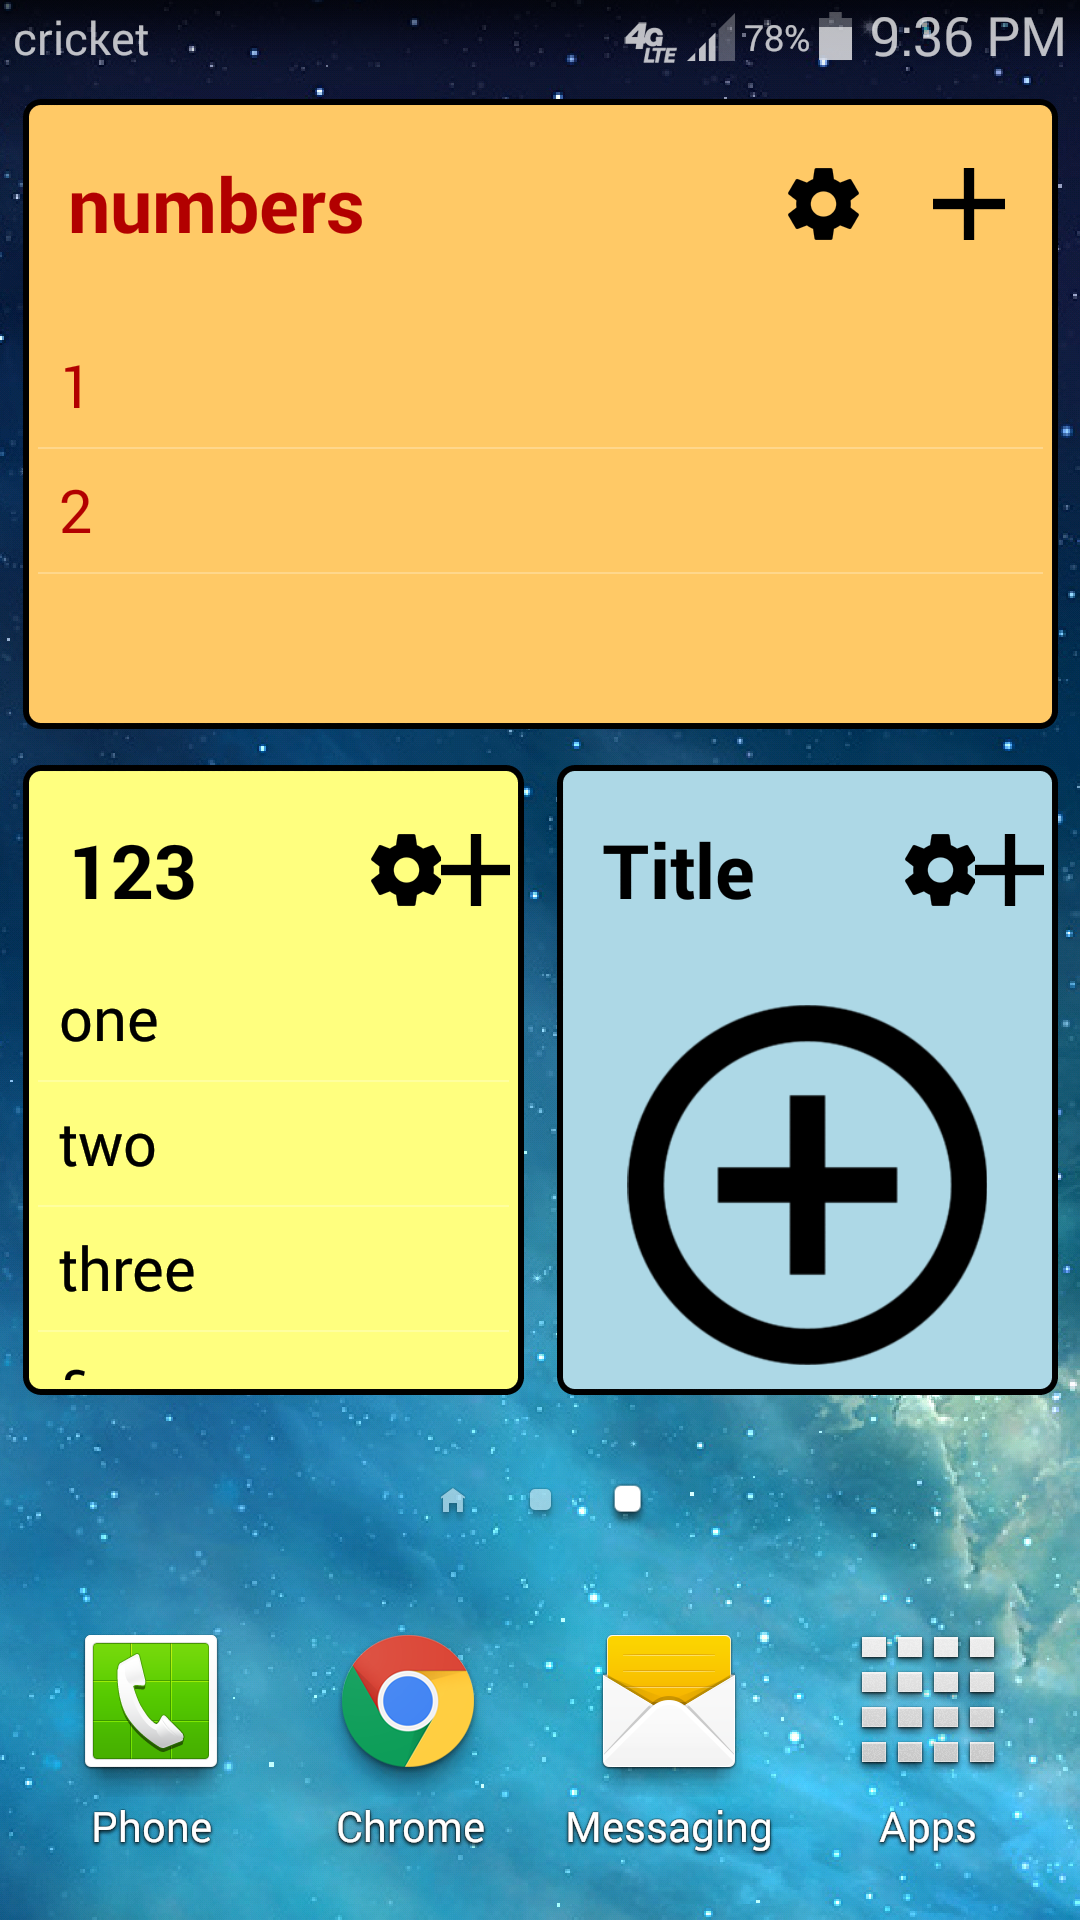 cricket 4G LTE 78% 9:36 PM
numbers
1
2
123
one
two
three
Title
Phone Chrome Messaging Apps